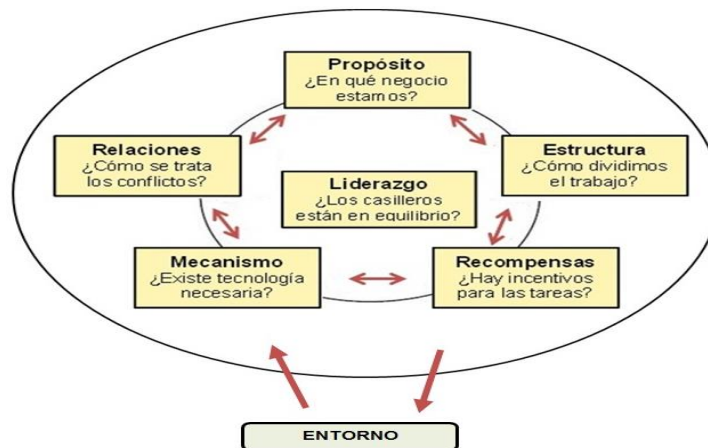 Propósito
¿En qué negocio
estamos?
Relaciones
¿Cómo se trata
los conflictos?
Estructura
¿Cómo dividimos
el trabajo?
Liderazgo
¿Los casilleros
están en equilibrio?
Mecanismo
¿Existe tecnología
necesaria?
Recompensas
¿Hay incentivos
para las tareas?
ENTORNO